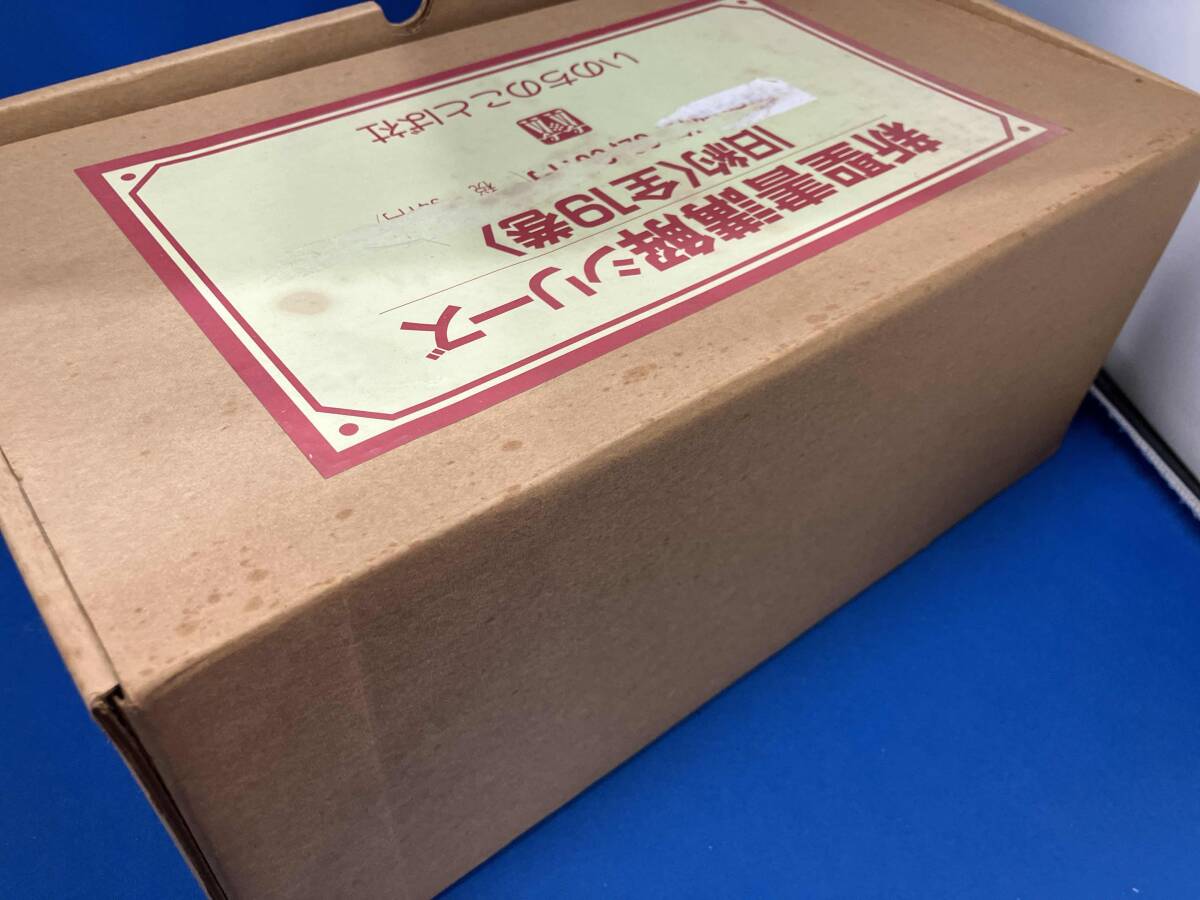 新聖書講解シリーズ
旧約〈全19巻〉
税
いのちのことば社